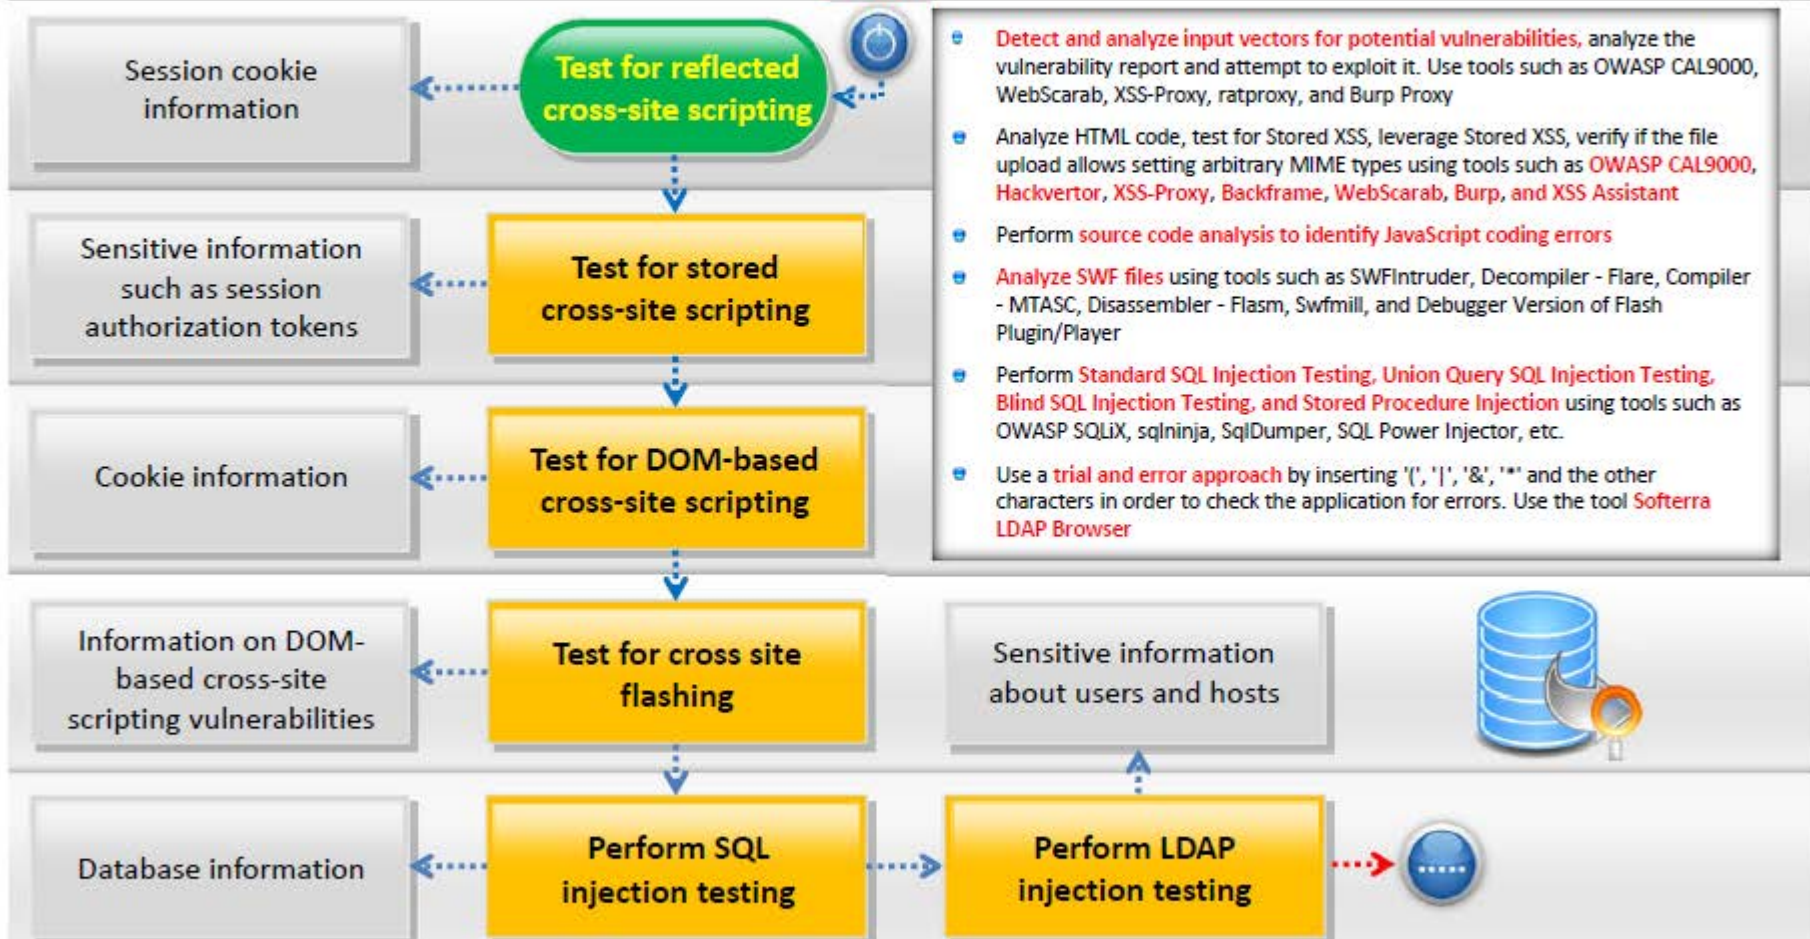 Session cookie
information
Test for reflected
cross-site scripting
Sensitive information
such as session
authorization tokens
Test for stored
cross-site scripting
Cookie information
Test for DOM-based
cross-site scripting
Information on DOM-
based cross-site
scripting vulnerabilities
Test for cross site
flashing
Database information
Perform SQL
injection testing
Perform LDAP
injection testing
Sensitive information
about users and hosts
Detect and analyze input vectors for potential vulnerabilities, analyze the
vulnerability report and attempt to exploit it. Use tools such as OWASP CAL9000,
WebScarab, XSS-Proxy, ratproxy, and Burp Proxy
Analyze HTML code, test for Stored XSS, leverage Stored XSS, verify if the file
upload allows setting arbitrary MIME types using tools such as OWASP CAL9000,
Hackvertor, XSS-Proxy, Backframe, WebScarab, Burp, and XSS Assistant
Perform source code analysis to identify JavaScript coding errors
Analyze SWF files using tools such as SWFIntruder, Decompiler - Flare, Compiler
- MTASC, Disassembler - Flasm, Swfmill, and Debugger Version of Flash
Plugin/Player
Perform Standard SQL Injection Testing, Union Query SQL Injection Testing,
Blind SQL Injection Testing, and Stored Procedure Injection using tools such as
OWASP SQLiX, sqlninja, SqlDumper, SQL Power Injector, etc.
Use a trial and error approach by inserting '(', '|', '&', '*' and the other
characters in order to check the application for errors. Use the tool Softerra
LDAP Browser